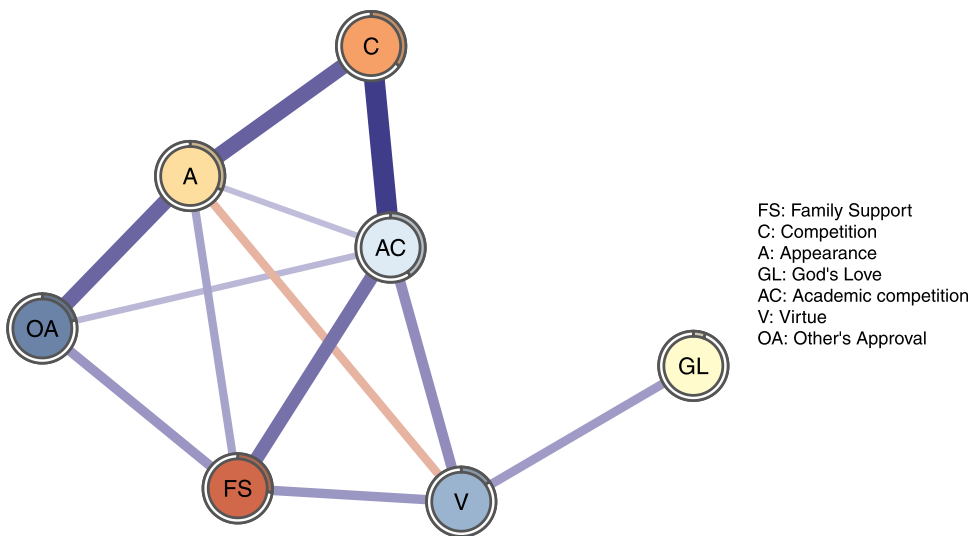 C
A
AC
OA
GL
FS
V
FS: Family Support
C: Competition
A: Appearance
GL: God's Love
AC: Academic competition
V: Virtue
OA: Other's Approval